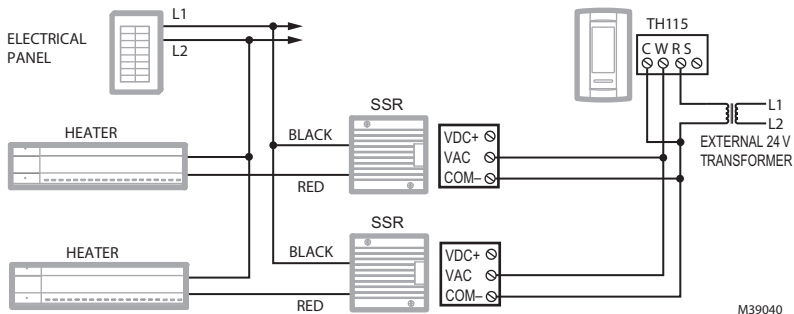 L1
L2
ELECTRICAL
PANEL
TH115
C W R S
L1
L2
EXTERNAL 24 V
TRANSFORMER
HEATER
BLACK
RED
SSR
VDC+
VAC
COM–
HEATER
BLACK
RED
SSR
VDC+
VAC
COM–
M39040